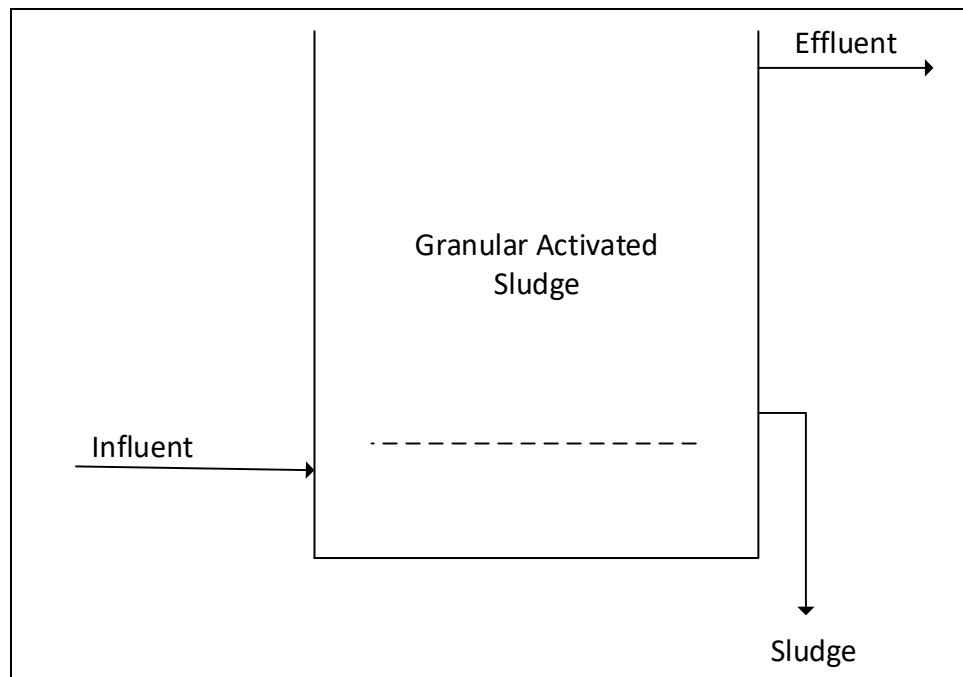 Effluent
Granular Activated
Sludge
Influent
Sludge